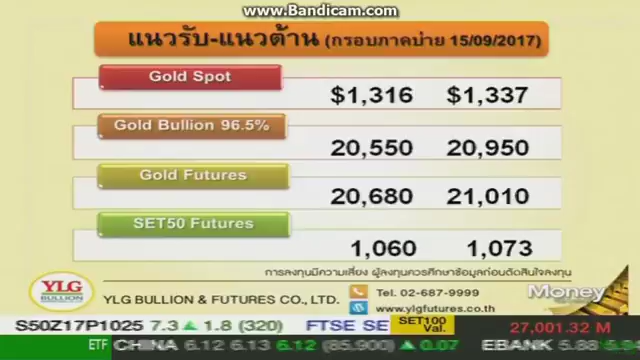 www.Bandicam.com
แนวรับ-แนวต้าน (กรอบภาคบ่าย 15/09/2017)
Gold Spot
$1,316 $1,337
Gold Bullion 96.5%
20,550 20,950
Gold Futures
20,680 21,010
SET50 Futures
1,060 1,073
การลงทุนมีความเสี่ยง ผู้ลงทุนควรศึกษาข้อมูลก่อนตัดสินใจลงทุน
YLG
BULLION
YLG BULLION & FUTURES CO., LTD.
Tel. 02-687-9999
www.ylgfutures.co.th
Money
S50Z17P1025 7.3 ▲ 1.8 (320) FTSE SE
SET100
Val.
27,001.32 M
ETF CHINA 6.12 6.13 6.12 (85,900) ▲ 0.07 EBANK 5.88